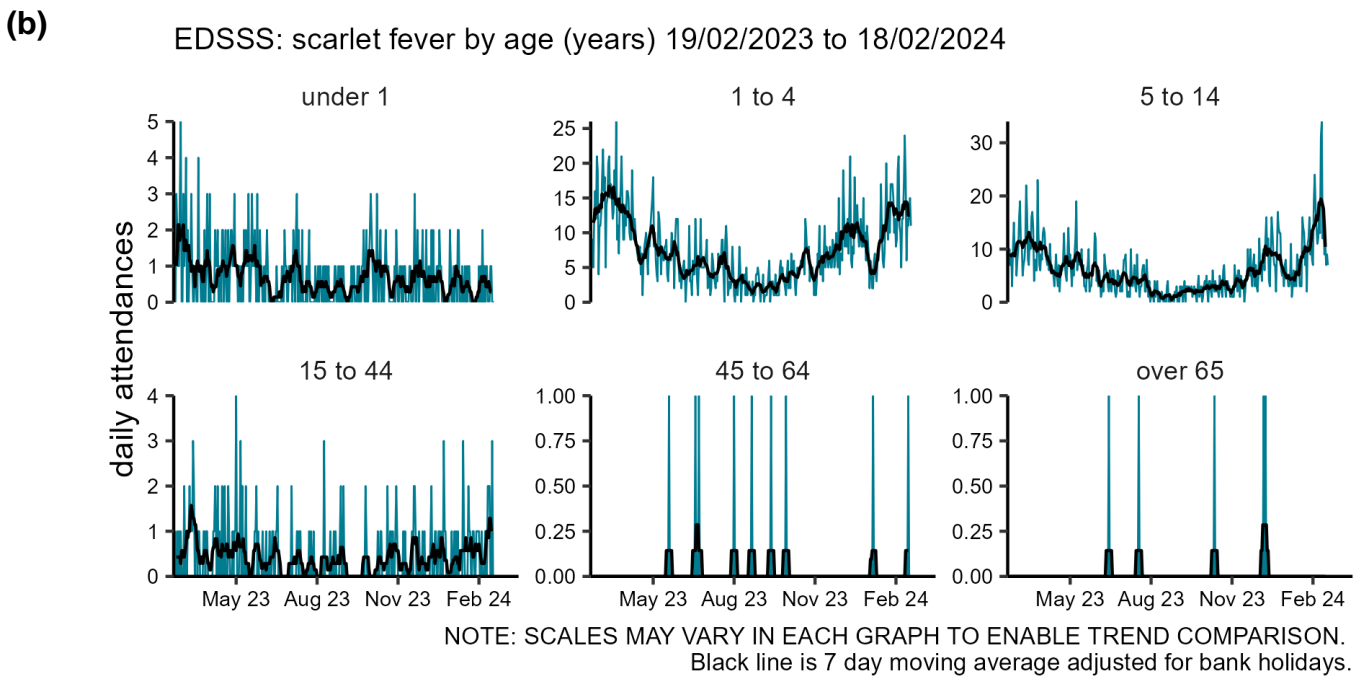 (b)
EDSSS: scarlet fever by age (years) 19/02/2023 to 18/02/2024
daily attendances
under 1
5
4
3
2
1
0
1 to 4
25
20
15
10
5
0
5 to 14
30
20
10
0
15 to 44
4
3
2
1
0
May 23 Aug 23 Nov 23 Feb 24
45 to 64
1.00
0.75
0.50
0.25
0.00
May 23 Aug 23 Nov 23 Feb 24
over 65
1.00
0.75
0.50
0.25
0.00
May 23 Aug 23 Nov 23 Feb 24
NOTE: SCALES MAY VARY IN EACH GRAPH TO ENABLE TREND COMPARISON.
Black line is 7 day moving average adjusted for bank holidays.